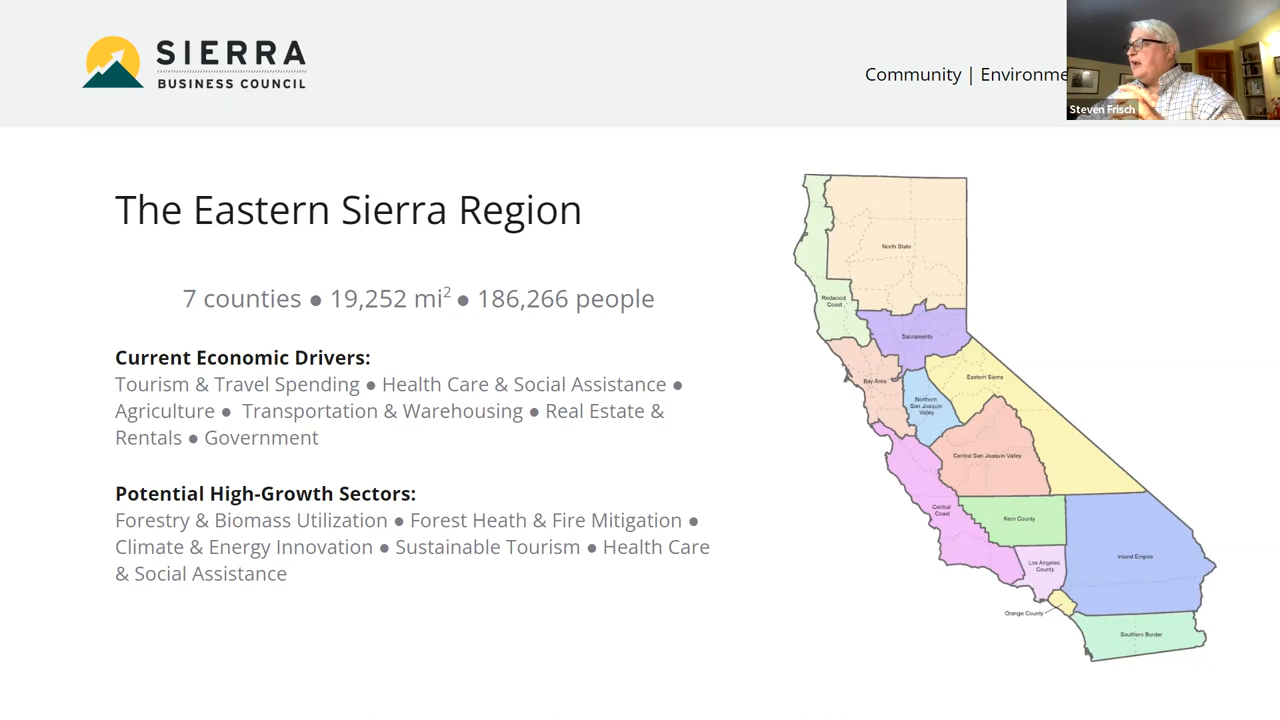 SIERRA
BUSINESS COUNCIL
Community | Environme
Steven Frisch
The Eastern Sierra Region
7 counties ● 19,252 mi² ● 186,266 people
Current Economic Drivers:
Tourism & Travel Spending ● Health Care & Social Assistance ●
Agriculture ● Transportation & Warehousing ● Real Estate &
Rentals ● Government
Potential High-Growth Sectors:
Forestry & Biomass Utilization ● Forest Heath & Fire Mitigation ●
Climate & Energy Innovation ● Sustainable Tourism ● Health Care
& Social Assistance
North State
Redwood
Coast
Sacramento
Bay Area
Eastern Sierra
Northern
San Joaquin
Valley
Central San Joaquin Valley
Central
Coast
Kern County
Los Angeles
County
Inland Empire
Orange County
Southern Border